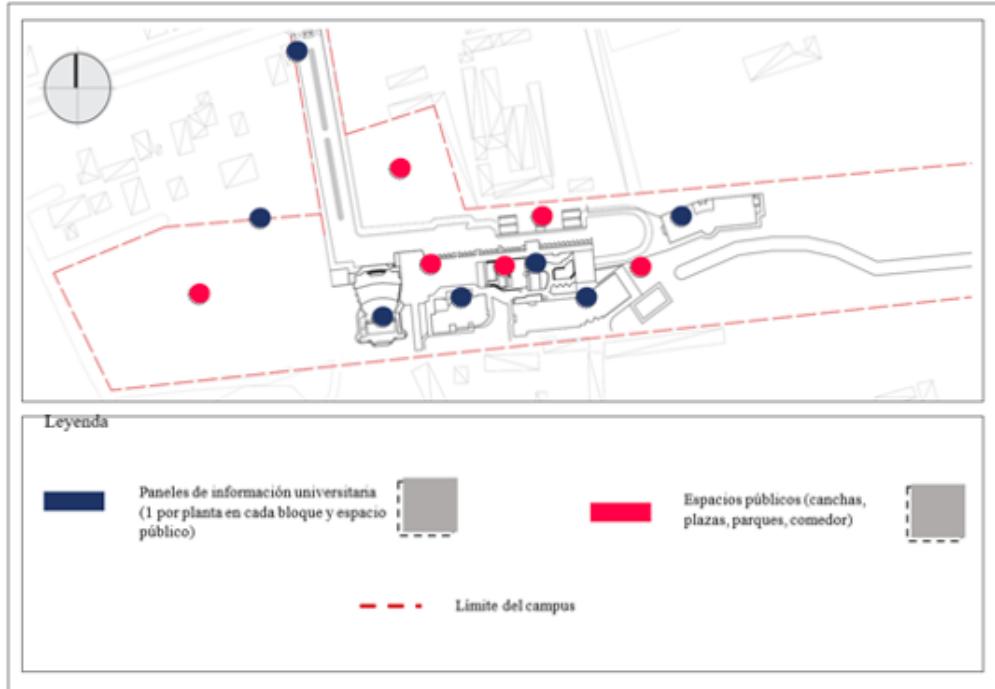 Leyenda
Paneles de información universitaria
(1 por planta en cada bloque y espacio
público)
Espacios públicos (canchas,
plazas, parques, comedor)
Límite del campus